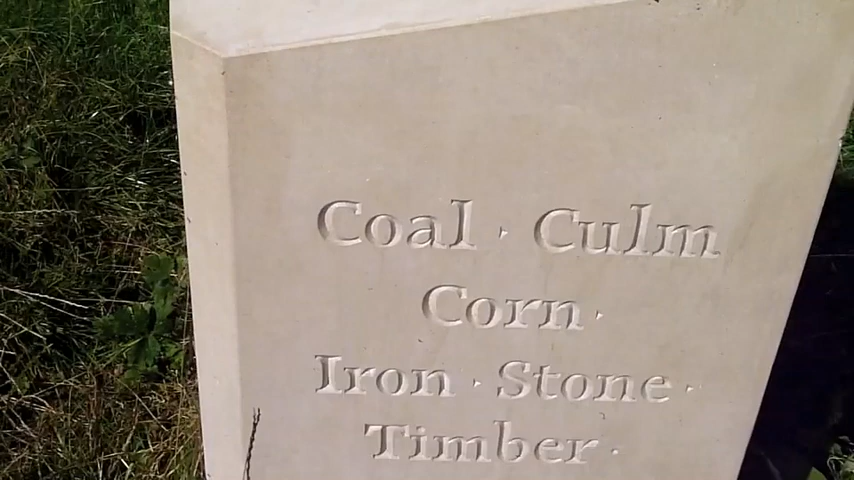 Coal · Culm
Corn ·
Iron · Stone ·
Timber ·